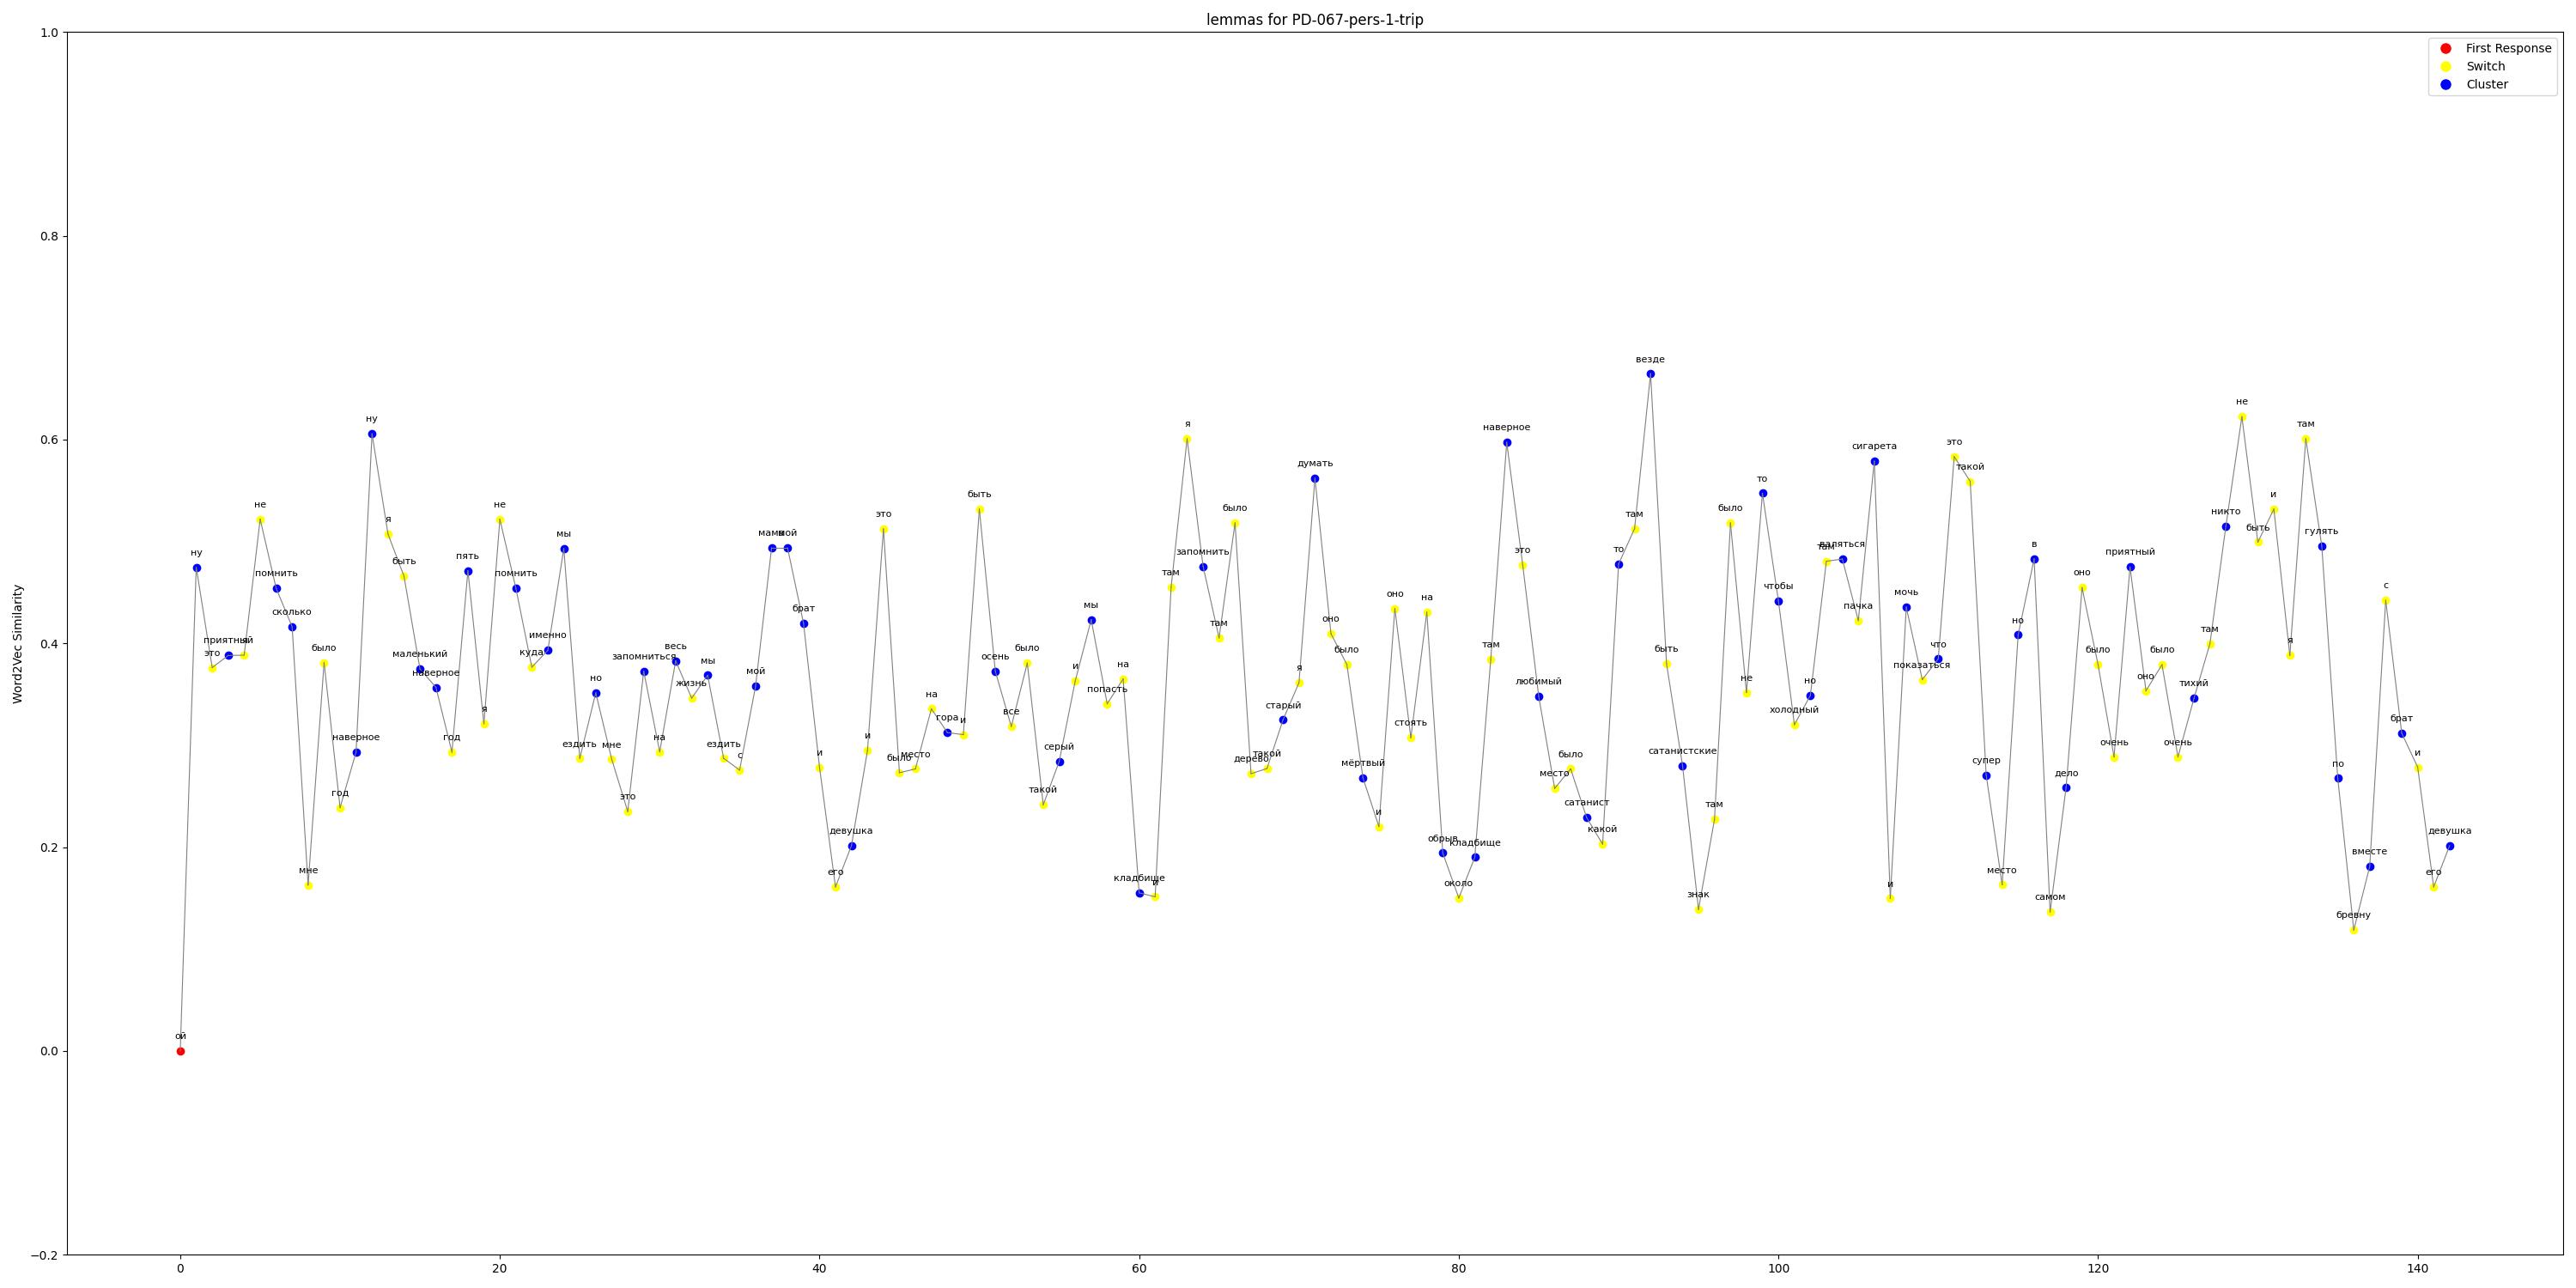 lemmas for PD-067-pers-1-trip
First Response
Switch
Cluster
Word2Vec Similarity
1.0
0.8
0.6
0.4
0.2
0.0
−0.2
0
20
40
60
80
100
120
140
ой
ну
это
приятный
я
не
помнить
сколько
мне
было
год
наверное
ну
я
быть
маленький
наверное
год
пять
я
не
помнить
куда
именно
мы
ездить
но
мне
это
запомниться
на
весь
жизнь
мы
ездить
с
мой
мама
мой
брат
и
его
девушка
и
это
было
место
на
гора
и
быть
осень
все
было
такой
серый
и
мы
попасть
на
кладбище
и
там
я
запомнить
там
было
дерево
такой
старый
я
думать
оно
было
мёртвый
и
оно
стоять
на
обрыв
около
кладбище
там
наверное
это
любимый
место
было
сатанист
какой
то
там
везде
быть
сатанистские
знак
там
было
не
то
чтобы
холодный
но
там
валяться
пачка
сигарета
и
мочь
показаться
что
это
такой
супер
место
но
в
самом
дело
оно
было
очень
приятный
оно
было
очень
тихий
там
никто
не
быть
и
я
там
гулять
по
бревну
вместе
с
брат
и
его
девушка